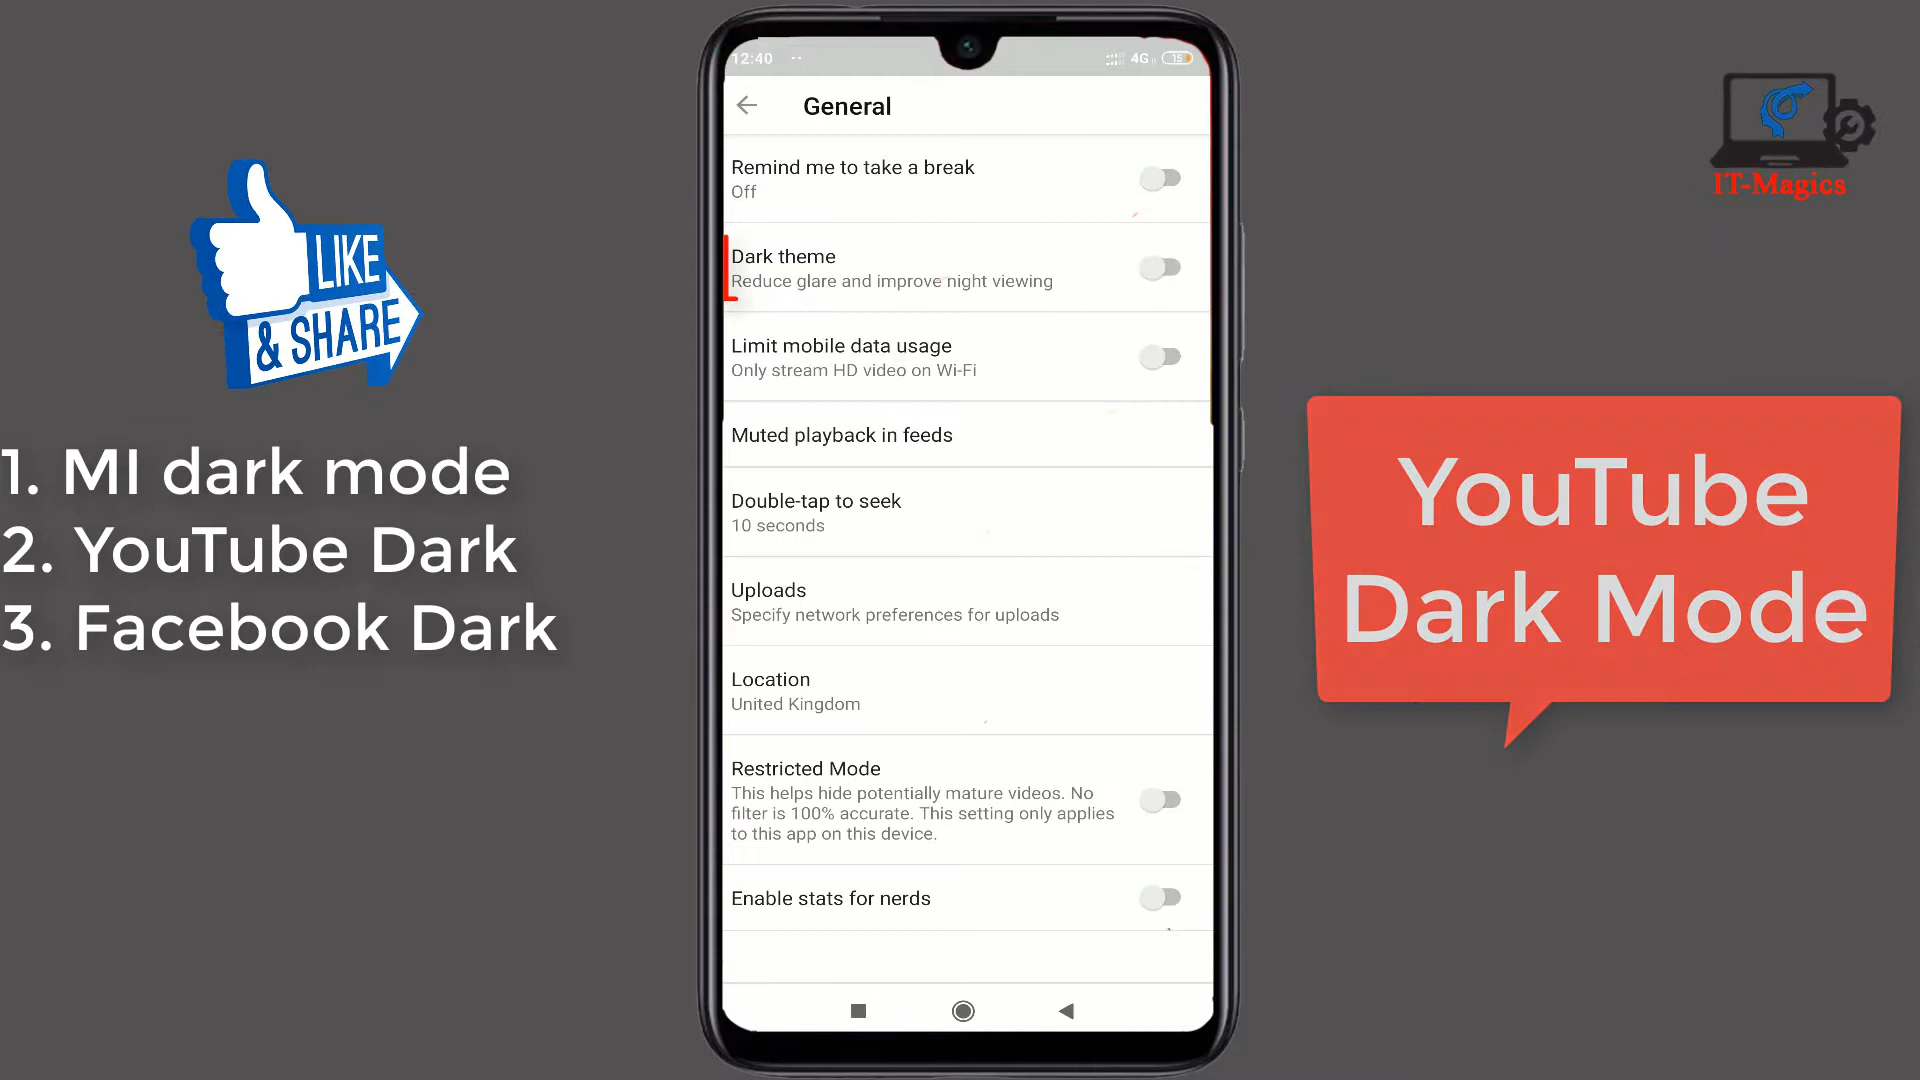 12:40
4G
15
General
Remind me to take a break
Off
Dark theme
Reduce glare and improve night viewing
Limit mobile data usage
Only stream HD video on Wi-Fi
Muted playback in feeds
Double-tap to seek
10 seconds
Uploads
Specify network preferences for uploads
Location
United Kingdom
Restricted Mode
This helps hide potentially mature videos. No
filter is 100% accurate. This setting only applies
to this app on this device.
Enable stats for nerds
LIKE
& SHARE
1. MI dark mode
2. YouTube Dark
3. Facebook Dark
IT-Magics
YouTube
Dark Mode